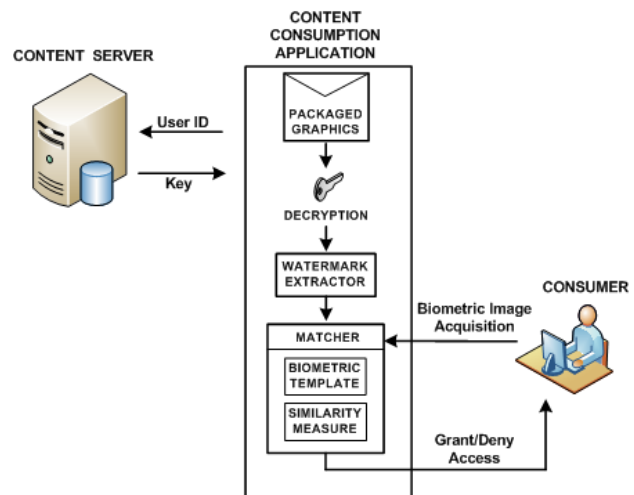 CONTENT
CONSUMPTION
APPLICATION
CONTENT SERVER
PACKAGED
GRAPHICS
User ID
Key
DECRYPTION
WATERMARK
EXTRACTOR
CONSUMER
Biometric Image
Acquisition
MATCHER
BIOMETRIC
TEMPLATE
SIMILARITY
MEASURE
Grant/Deny
Access